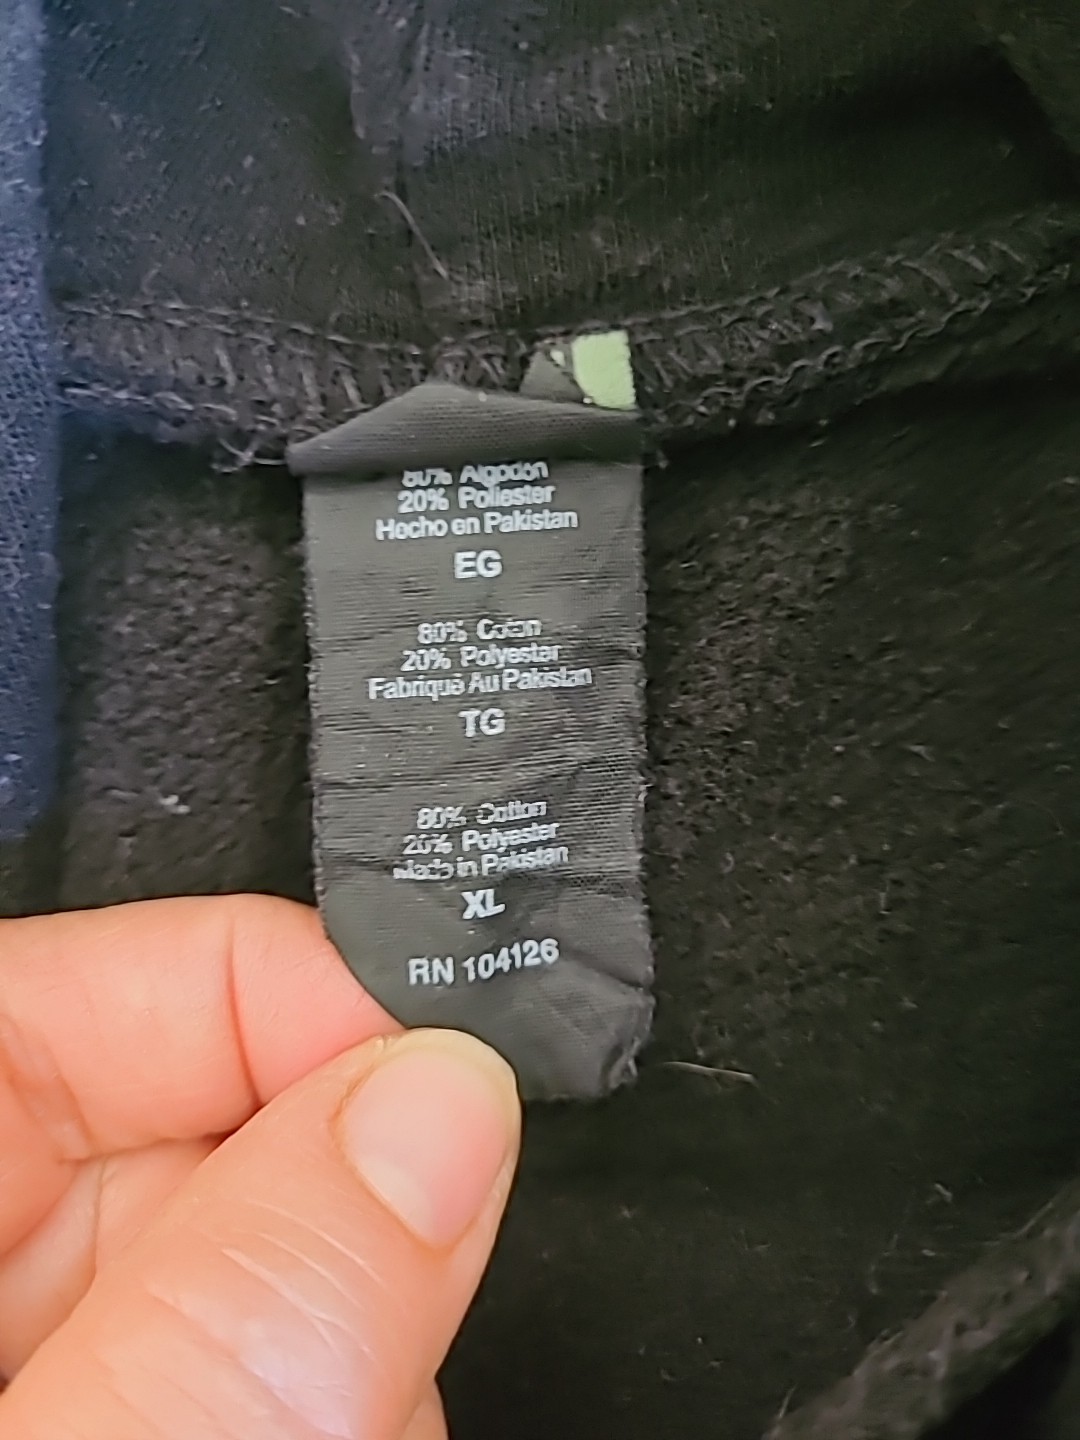 80% Algodon
20% Poliester
Hecho en Pakistan
EG
80% Coton
20% Polyester
Fabriqué Au Pakistan
TG
80% Cotton
20% Polyester
Made in Pakistan
XL
RN 104126